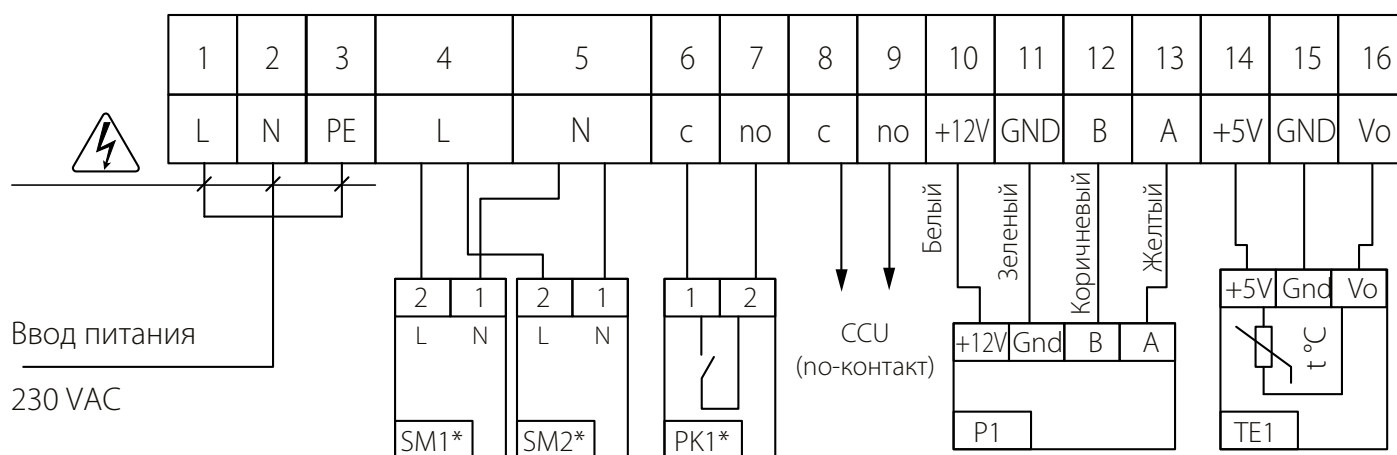 1 2 3 4 5 6 7 8 9 10 11 12 13 14 15 16
L N PE L N c no c no +12V GND B A +5V GND Vo
Белый
Зеленый
Коричневый
Желтый
2 1 2 1 1 2
L N L N
+5V Gnd Vo
t °C
Ввод питания
230 VAC
CCU
(no-контакт)
+12V Gnd B A
SM1* SM2* PK1* P1 TE1